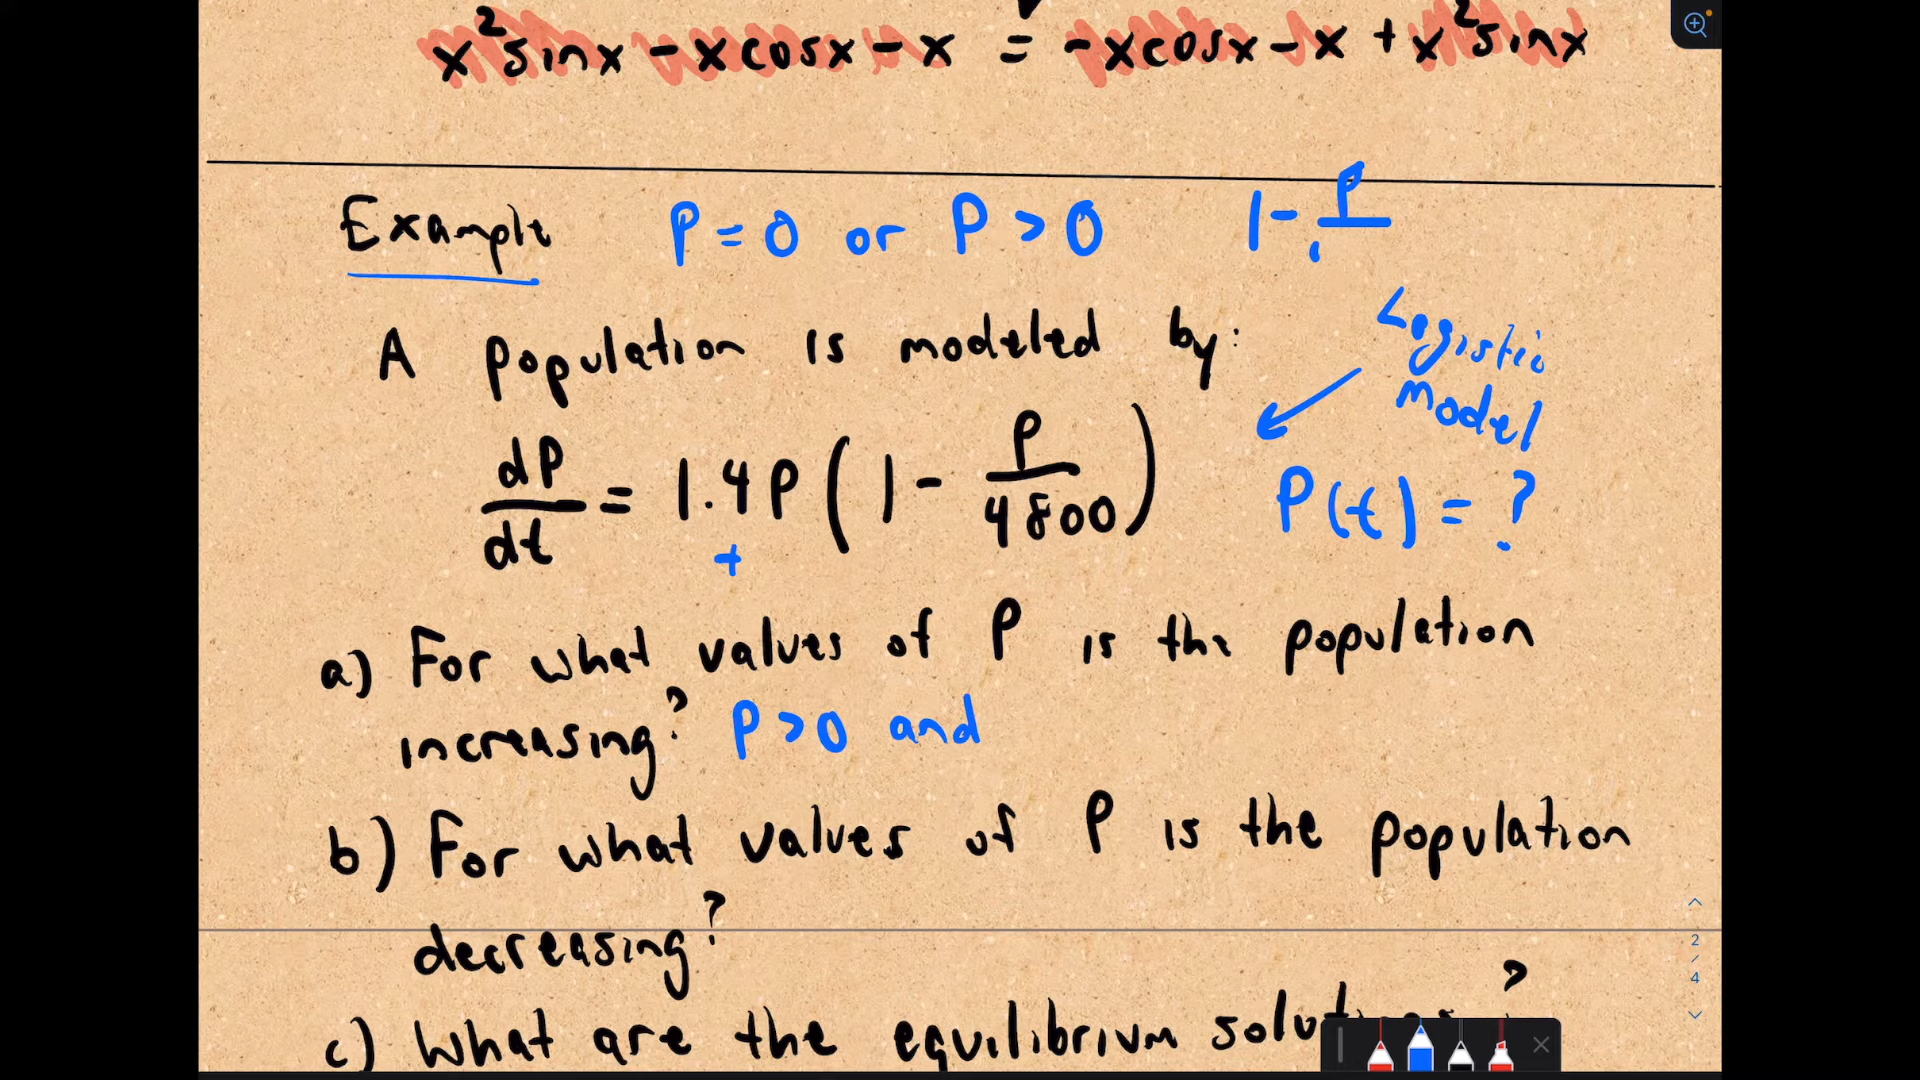 x²sinx - xcosx - x = -xcosx - x + x²sinx
Example P = 0 or P > 0 1 - P
A population is modeled by:
Logistic
model
dP/dt = 1.4P(1 - P/4800)
+
P(t) = ?
a) For what values of P is the population
increasing? P > 0 and
b) For what values of P is the population
decreasing?
c) What are the equilibrium
2
/
4